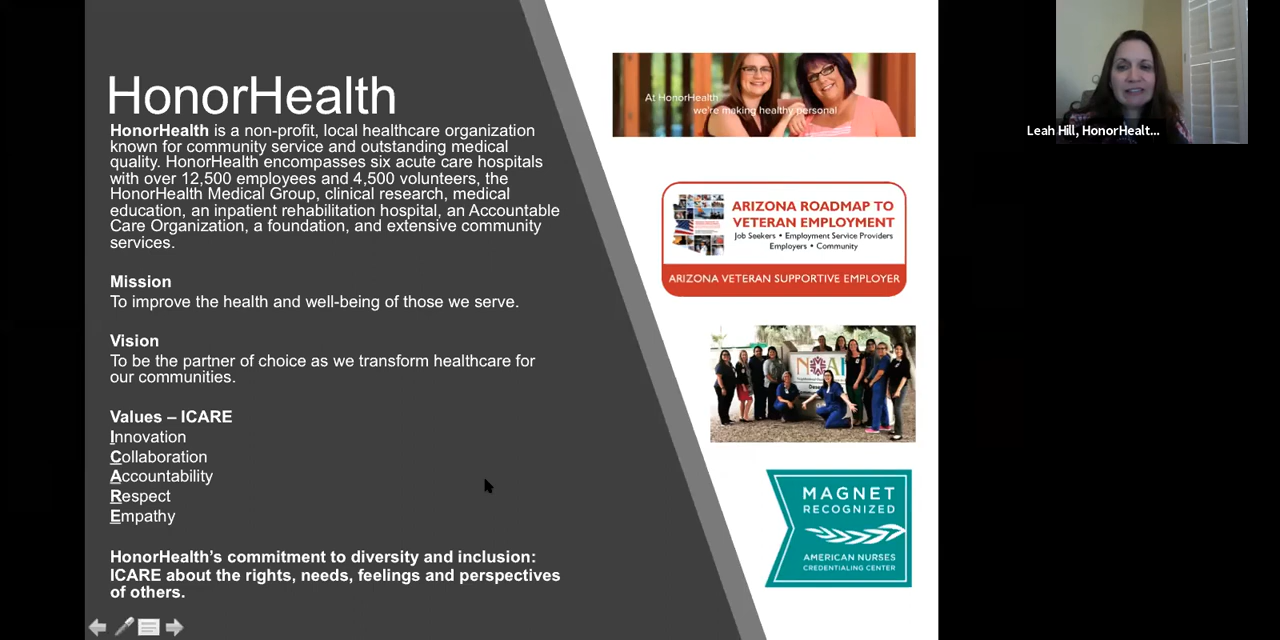 HonorHealth
HonorHealth is a non-profit, local healthcare organization
known for community service and outstanding medical
quality. HonorHealth encompasses six acute care hospitals
with over 12,500 employees and 4,500 volunteers, the
HonorHealth Medical Group, clinical research, medical
education, an inpatient rehabilitation hospital, an Accountable
Care Organization, a foundation, and extensive community
services.
Mission
To improve the health and well-being of those we serve.
Vision
To be the partner of choice as we transform healthcare for
our communities.
Values – ICARE
Innovation
Collaboration
Accountability
Respect
Empathy
HonorHealth's commitment to diversity and inclusion:
ICARE about the rights, needs, feelings and perspectives
of others.
At HonorHealth
we're making healthy personal
ARIZONA ROADMAP TO
VETERAN EMPLOYMENT
Job Seekers • Employment Service Providers
Employers • Community
ARIZONA VETERAN SUPPORTIVE EMPLOYER
MAGNET
RECOGNIZED
AMERICAN NURSES
CREDENTIALING CENTER
Leah Hill, HonorHealt...